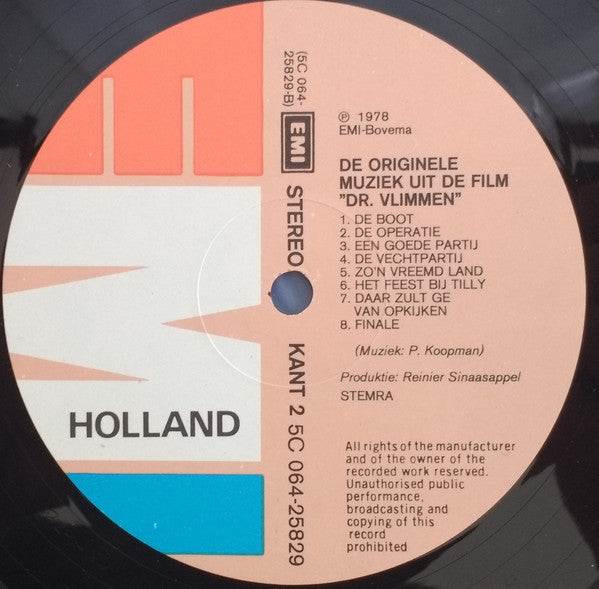 ℗ 1978
EMI-Bovema
DE ORIGINELE
MUZIEK UIT DE FILM
"DR. VLIMMEN"
1. DE BOOT
2. DE OPERATIE
3. EEN GOEDE PARTIJ
4. DE VECHTPARTIJ
5. ZO'N VREEMD LAND
6. HET FEEST BIJ TILLY
7. DAAR ZULT GE
VAN OPKIJKEN
8. FINALE
(Muziek: P. Koopman)
Produktie: Reinier Sinaasappel
STEMRA
All rights of the manufacturer
and of the owner of the
recorded work reserved.
Unauthorised public
performance,
broadcasting and
copying of this
record
prohibited
(5C 064-
25829-B)
EMI STEREO KANT 2 5C 064-25829
HOLLAND